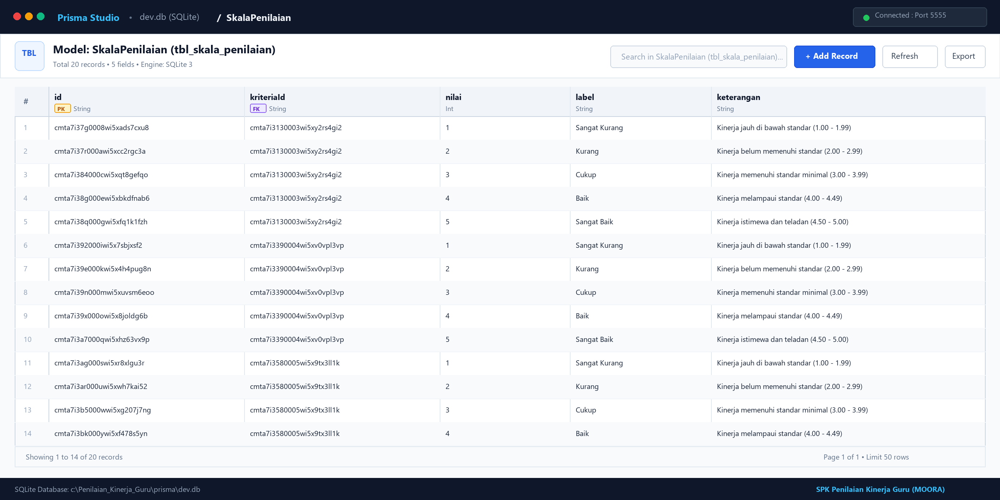 Prisma Studio • dev.db (SQLite) / SkalaPenilaian Connected : Port 5555
TBL Model: SkalaPenilaian (tbl_skala_penilaian)
Total 20 records • 5 fields • Engine: SQLite 3
Search in SkalaPenilaian (tbl_skala_penilaian)... + Add Record Refresh Export
# id kriteriaId nilai label keterangan
PK String FK String Int String String
1 cmta7i37g0008wi5xads7cxu8 cmta7i3130003wi5xy2rs4gi2 1 Sangat Kurang Kinerja jauh di bawah standar (1.00 - 1.99)
2 cmta7i37r000awi5xcc2rgc3a cmta7i3130003wi5xy2rs4gi2 2 Kurang Kinerja belum memenuhi standar (2.00 - 2.99)
3 cmta7i384000cwi5xqt8gefqo cmta7i3130003wi5xy2rs4gi2 3 Cukup Kinerja memenuhi standar minimal (3.00 - 3.99)
4 cmta7i38g000ewi5xbkdfnab6 cmta7i3130003wi5xy2rs4gi2 4 Baik Kinerja melampaui standar (4.00 - 4.49)
5 cmta7i38q000gwi5xfq1k1fzh cmta7i3130003wi5xy2rs4gi2 5 Sangat Baik Kinerja istimewa dan teladan (4.50 - 5.00)
6 cmta7i392000iwi5x7sbjxsf2 cmta7i3390004wi5xv0vpl3vp 1 Sangat Kurang Kinerja jauh di bawah standar (1.00 - 1.99)
7 cmta7i39e000kwi5x4h4pug8n cmta7i3390004wi5xv0vpl3vp 2 Kurang Kinerja belum memenuhi standar (2.00 - 2.99)
8 cmta7i39n000mwi5xuvsm6eoo cmta7i3390004wi5xv0vpl3vp 3 Cukup Kinerja memenuhi standar minimal (3.00 - 3.99)
9 cmta7i39x000owi5x8joldg6b cmta7i3390004wi5xv0vpl3vp 4 Baik Kinerja melampaui standar (4.00 - 4.49)
10 cmta7i3a7000qwi5xhz63vx9p cmta7i3390004wi5xv0vpl3vp 5 Sangat Baik Kinerja istimewa dan teladan (4.50 - 5.00)
11 cmta7i3ag000swi5xr8xlgu3r cmta7i3580005wi5x9tx3ll1k 1 Sangat Kurang Kinerja jauh di bawah standar (1.00 - 1.99)
12 cmta7i3ar000uwi5xwh7kai52 cmta7i3580005wi5x9tx3ll1k 2 Kurang Kinerja belum memenuhi standar (2.00 - 2.99)
13 cmta7i3b5000wwi5xg207j7ng cmta7i3580005wi5x9tx3ll1k 3 Cukup Kinerja memenuhi standar minimal (3.00 - 3.99)
14 cmta7i3bk000ywi5xf478s5yn cmta7i3580005wi5x9tx3ll1k 4 Baik Kinerja melampaui standar (4.00 - 4.49)
Showing 1 to 14 of 20 records Page 1 of 1 • Limit 50 rows
SQLite Database: c:\Penilaian_Kinerja_Guru\prisma\dev.db SPK Penilaian Kinerja Guru (MOORA)